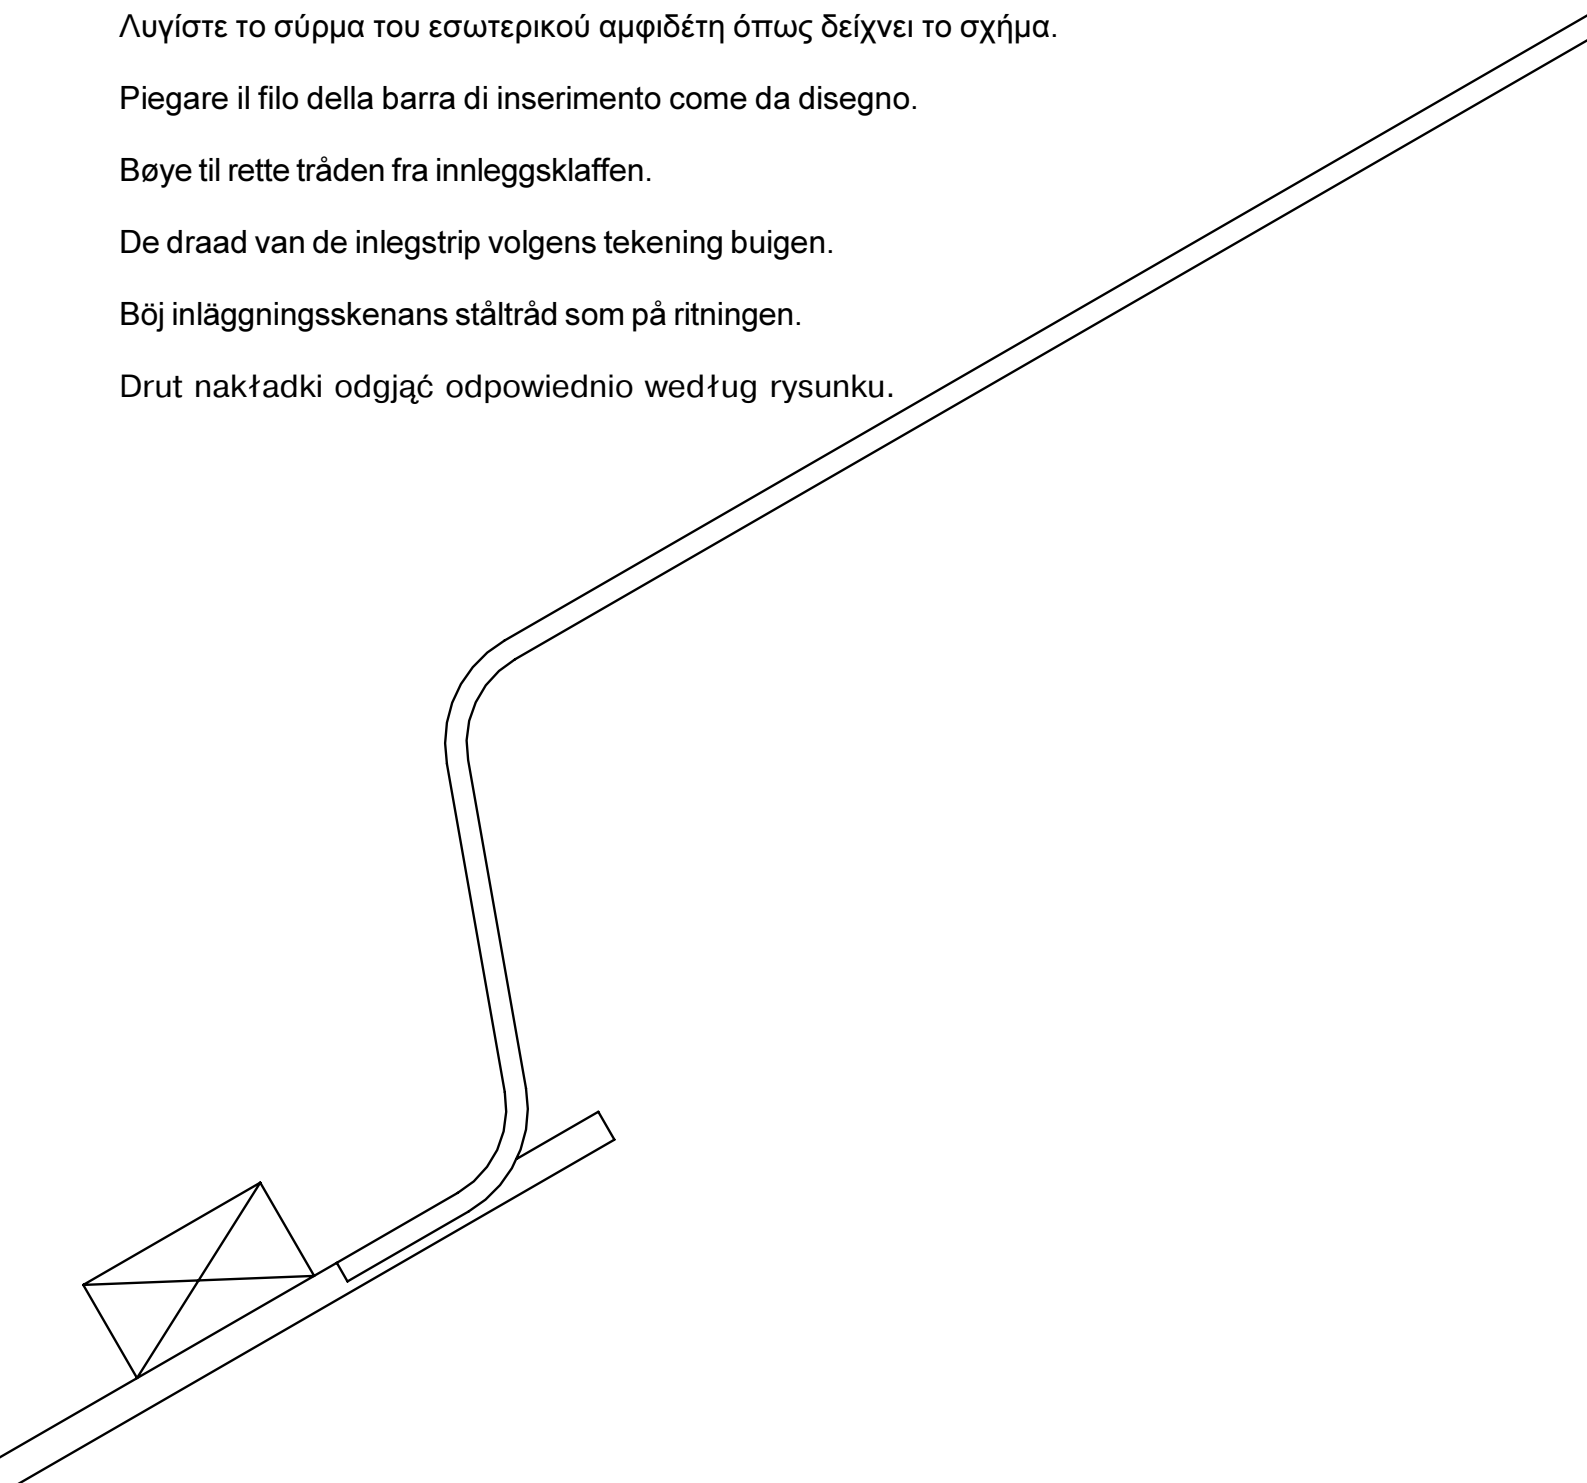 Λυγίστε το σύρμα του εσωτερικού αμφιδέτη όπως δείχνει το σχήμα.
Piegare il filo della barra di inserimento come da disegno.
Bøye til rette tråden fra innleggsklaffen.
De draad van de inlegstrip volgens tekening buigen.
Böj inläggningsskenans ståltråd som på ritningen.
Drut nakładki odgjąć odpowiednio według rysunku.